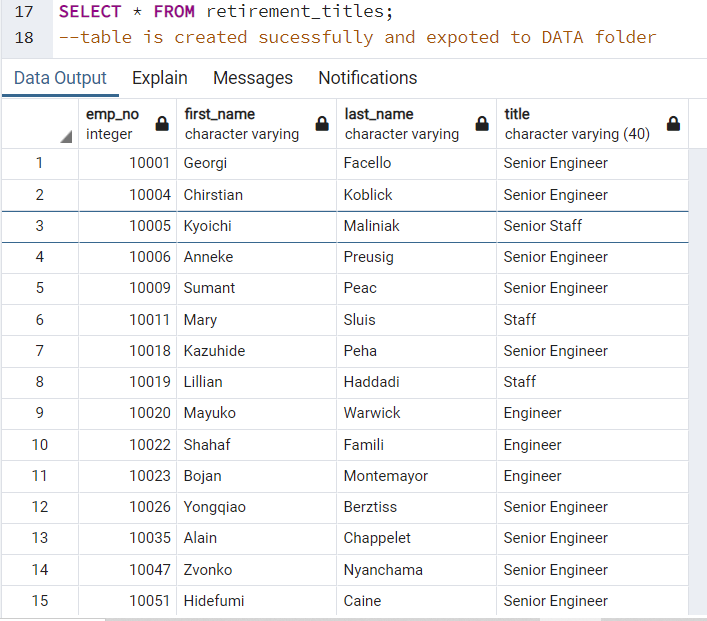 17 SELECT * FROM retirement_titles;
18 --table is created sucessfully and expoted to DATA folder
Data Output Explain Messages Notifications
emp_no first_name last_name title
integer character varying character varying character varying (40)
1 10001 Georgi Facello Senior Engineer
2 10004 Chirstian Koblick Senior Engineer
3 10005 Kyoichi Maliniak Senior Staff
4 10006 Anneke Preusig Senior Engineer
5 10009 Sumant Peac Senior Engineer
6 10011 Mary Sluis Staff
7 10018 Kazuhide Peha Senior Engineer
8 10019 Lillian Haddadi Staff
9 10020 Mayuko Warwick Engineer
10 10022 Shahaf Famili Engineer
11 10023 Bojan Montemayor Engineer
12 10026 Yongqiao Berztiss Senior Engineer
13 10035 Alain Chappelet Senior Engineer
14 10047 Zvonko Nyanchama Senior Engineer
15 10051 Hidefumi Caine Senior Engineer